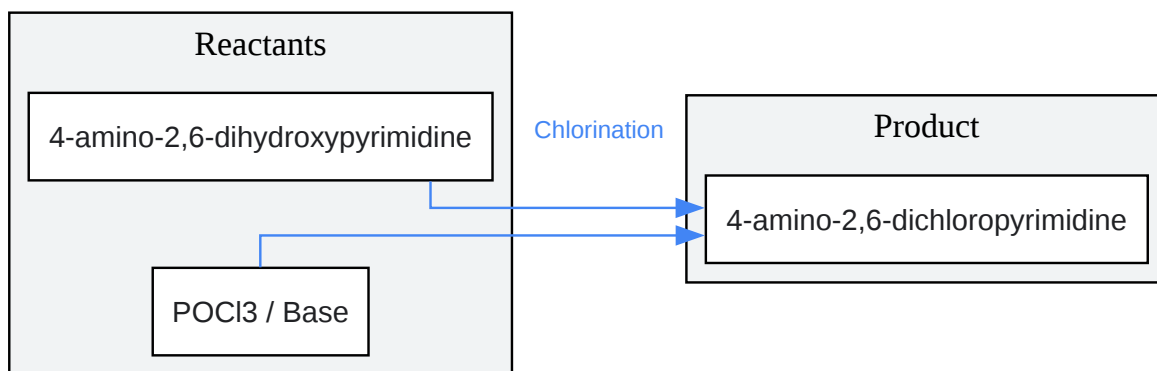 Reactants
4-amino-2,6-dihydroxypyrimidine
POCl3 / Base
Chlorination
Product
4-amino-2,6-dichloropyrimidine